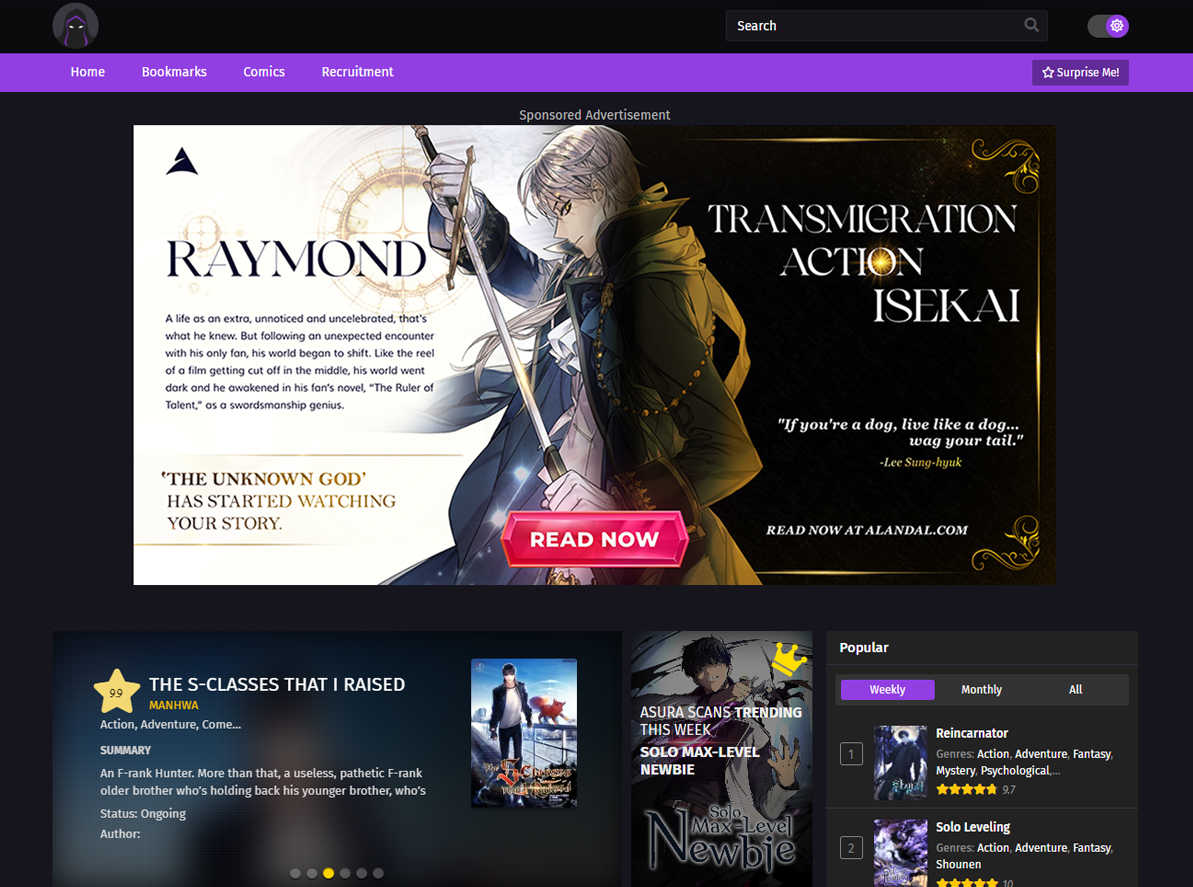 Search
Home
Bookmarks
Comics
Recruitment
Surprise Me!
Sponsored Advertisement
RAYMOND
A life as an extra, unnoticed and uncelebrated, that's
what he knew. But following an unexpected encounter
with his only fan, his world began to shift. Like the reel
of a film getting cut off in the middle, his world went
dark and he awakened in his fan's novel, “The Ruler of
Talent,” as a swordsmanship genius.
‘THE UNKNOWN GOD’
HAS STARTED WATCHING
YOUR STORY.
READ NOW
TRANSMIGRATION
ACTION
ISEKAI
"If you're a dog, live like a dog...
wag your tail."
-Lee Sung-hyuk
READ NOW AT ALANDAL.COM
9.9
THE S-CLASSES THAT I RAISED
MANHWA
Action, Adventure, Come...
SUMMARY
An F-rank Hunter. More than that, a useless, pathetic F-rank
older brother who’s holding back his younger brother, who’s
Status: Ongoing
Author:
The S-Classes
That I Raised
ASURA SCANS TRENDING
THIS WEEK
SOLO MAX-LEVEL
NEWBIE
Solo
Max-Level
Newbie
Popular
Weekly
Monthly
All
1
Reincarnator
Genres: Action, Adventure, Fantasy,
Mystery, Psychological,...
9.7
2
Solo Leveling
Genres: Action, Adventure, Fantasy,
Shounen
10